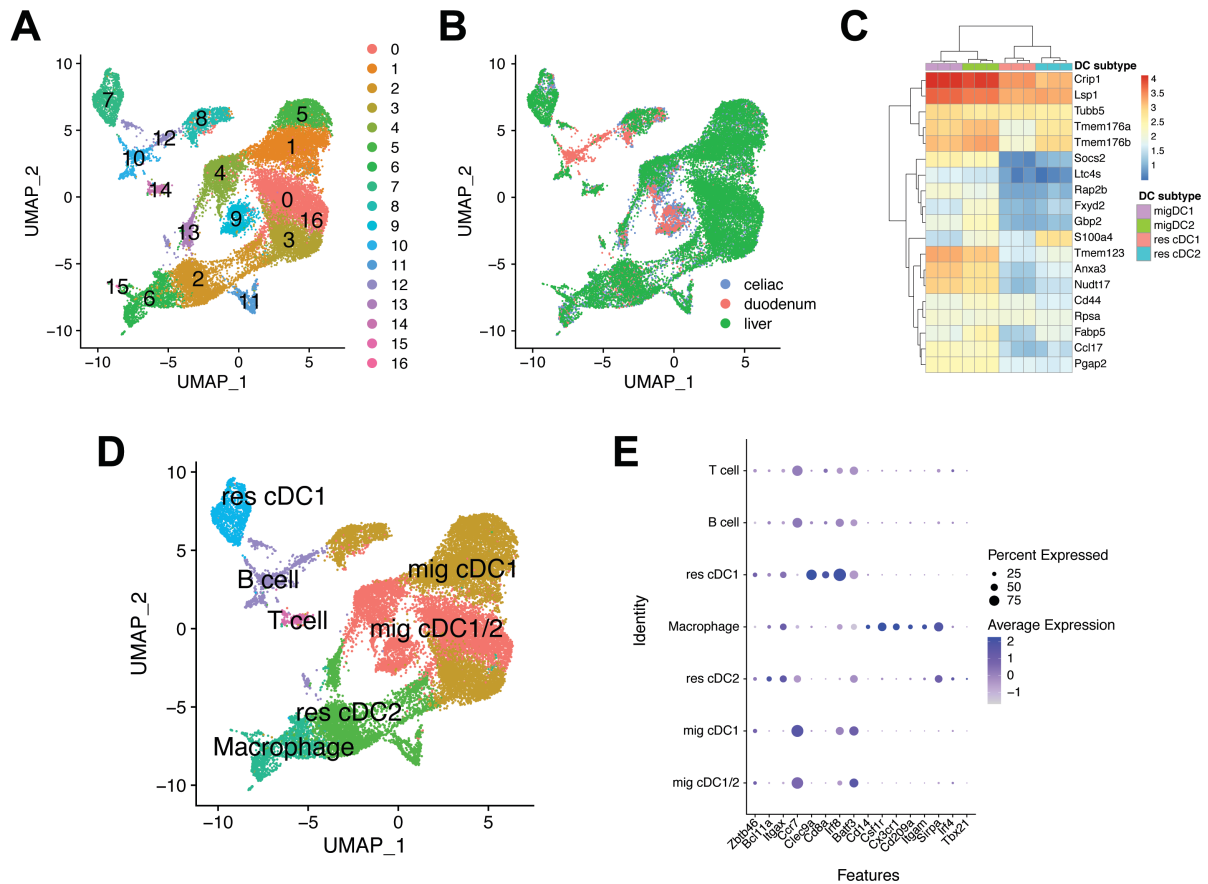 A
10
5
0
−5
−10
UMAP_2
−10
−5
0
5
UMAP_1
7
12
10
14
8
4
5
1
0
16
9
3
13
2
15
6
11
0
1
2
3
4
5
6
7
8
9
10
11
12
13
14
15
16
B
10
5
0
−5
−10
UMAP_2
−10
−5
0
5
UMAP_1
celiac
duodenum
liver
C
DC subtype
Crip1
Lsp1
Tubb5
Tmem176a
Tmem176b
Socs2
Ltc4s
Rap2b
Fxyd2
Gbp2
S100a4
Tmem123
Anxa3
Nudt17
Cd44
Rpsa
Fabp5
Ccl17
Pgap2
4
3.5
3
2.5
2
1.5
1
DC subtype
migDC1
migDC2
res cDC1
res cDC2
D
10
5
0
−5
−10
UMAP_2
−10
−5
0
5
UMAP_1
res cDC1
B cell
T cell
mig cDC1
mig cDC1/2
res cDC2
Macrophage
E
Identity
T cell
B cell
res cDC1
Macrophage
res cDC2
mig cDC1
mig cDC1/2
Zbtb46
Bcl11a
Itgax
Ccr7
Clec9a
Cd8a
Irf8
Batf3
Cd14
Csf1r
Cx3cr1
Cd209a
Itgam
Sirpa
Irf4
Tbx21
Features
Percent Expressed
25
50
75
Average Expression
2
1
0
−1